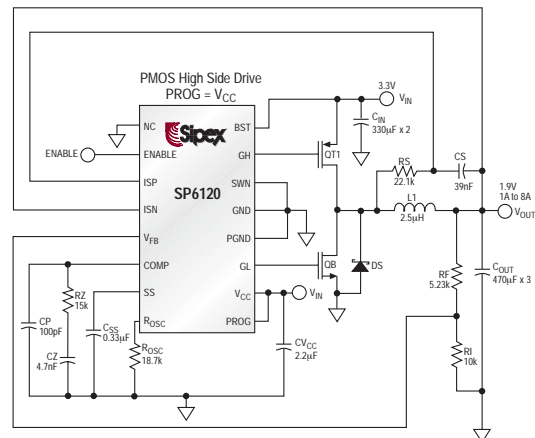 PMOS High Side Drive
PROG = VCC
Sipex
SP6120
NC
ENABLE
ENABLE
ISP
ISN
VFB
COMP
SS
ROSC
BST
GH
SWN
GND
PGND
GL
VCC
PROG
3.3V
VIN
CIN
330µF x 2
QT1
RS
22.1k
CS
39nF
L1
2.5µH
1.9V
1A to 8A
VOUT
QB
DS
RF
5.23k
COUT
470µF x 3
RI
10k
VIN
CVCC
2.2µF
RZ
15k
CP
100pF
CZ
4.7nF
CSS
0.33µF
ROSC
18.7k